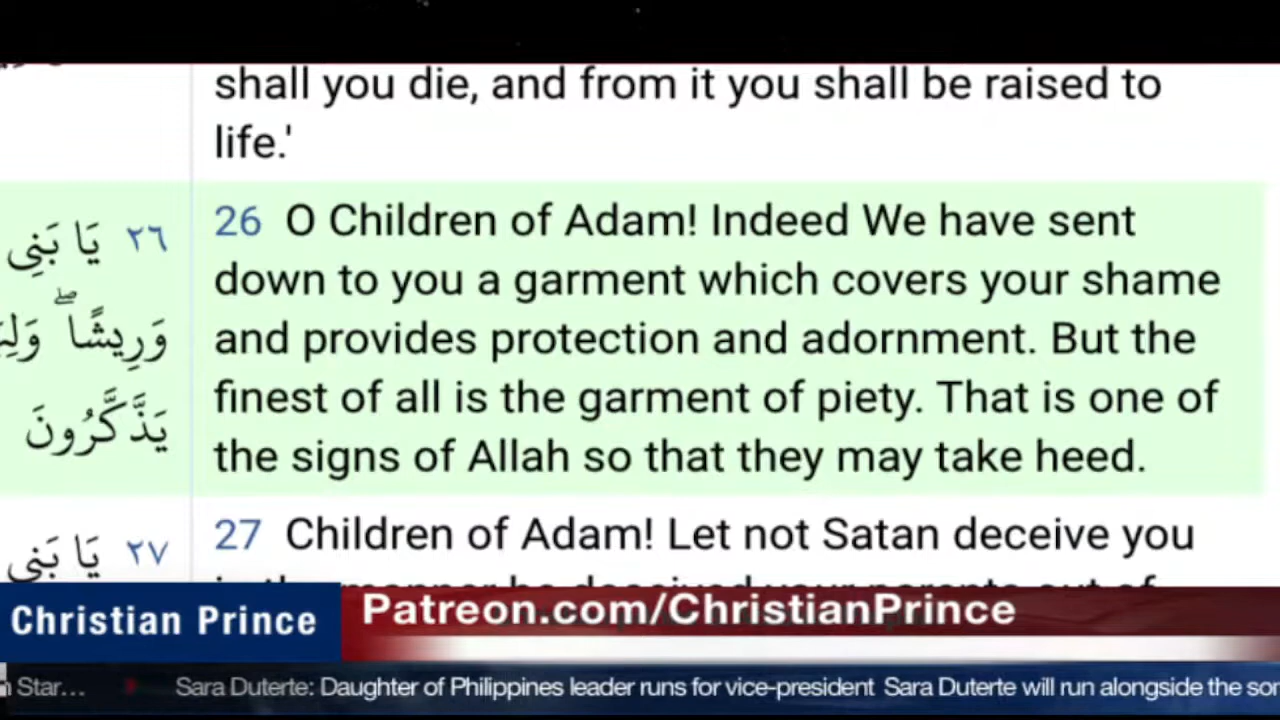 shall you die, and from it you shall be raised to
life.'
٢٦ يَا بَنِي
وَرِيشًا ۖ
يَذَّكَّرُونَ
26 O Children of Adam! Indeed We have sent
down to you a garment which covers your shame
and provides protection and adornment. But the
finest of all is the garment of piety. That is one of
the signs of Allah so that they may take heed.
٢٧ يَا بَنِي
27 Children of Adam! Let not Satan deceive you
Christian Prince
Patreon.com/ChristianPrince
Star... Sara Duterte: Daughter of Philippines leader runs for vice-president Sara Duterte will run alongside the